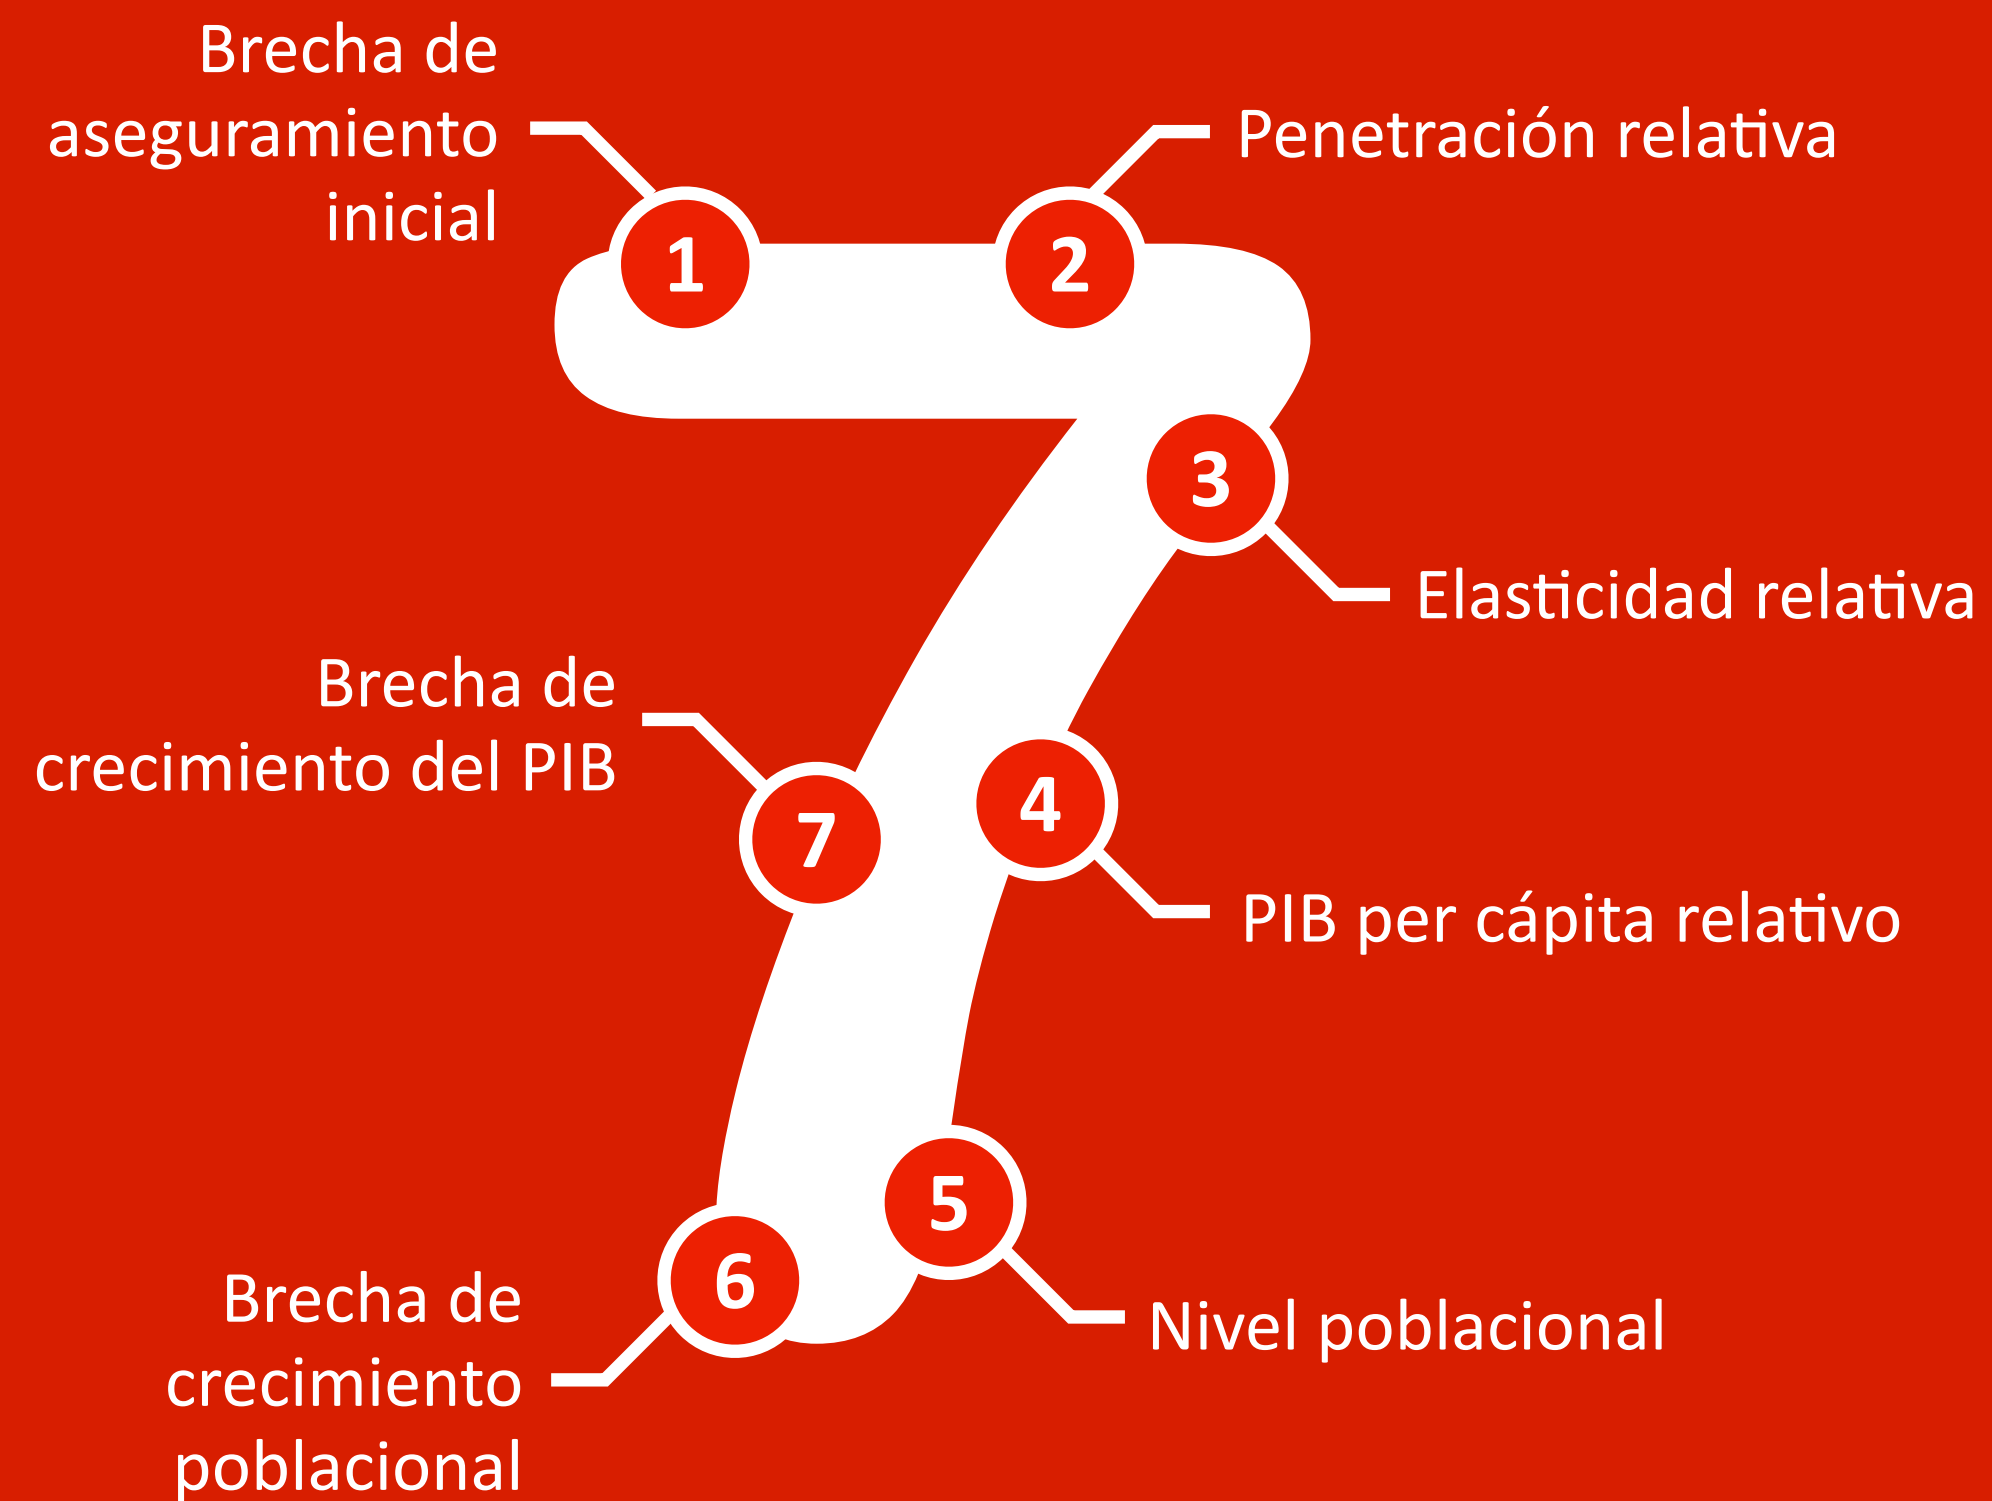 Brecha de
aseguramiento
inicial
1
2
Penetración relativa
3
Elasticidad relativa
Brecha de
crecimiento del PIB
7
4
PIB per cápita relativo
5
Nivel poblacional
6
Brecha de
crecimiento
poblacional